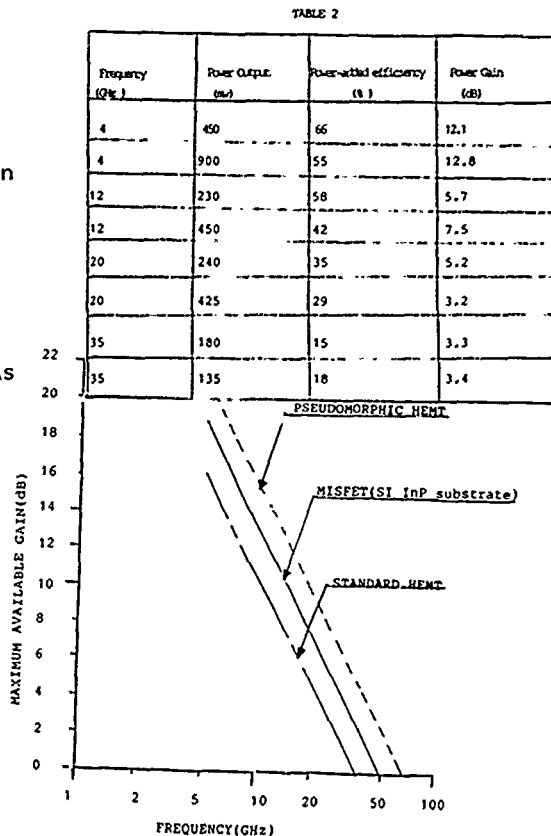 TABLE 2
Frequency (GHz) Power Output (mw) Power-added efficiency (%) Power Gain (dB)
4 450 66 12.1
4 900 55 12.8
12 230 58 5.7
12 450 42 7.5
20 240 35 5.2
20 425 29 3.2
35 180 15 3.3
35 135 18 3.4
n
As
22
20
18
16
14
12
10
8
6
4
2
0
MAXIMUM AVAILABLE GAIN(dB)
PSEUDOMORPHIC HEMT
MISFET(SI InP substrate)
STANDARD HEMT
1 2 5 10 20 50 100
FREQUENCY(GHz)